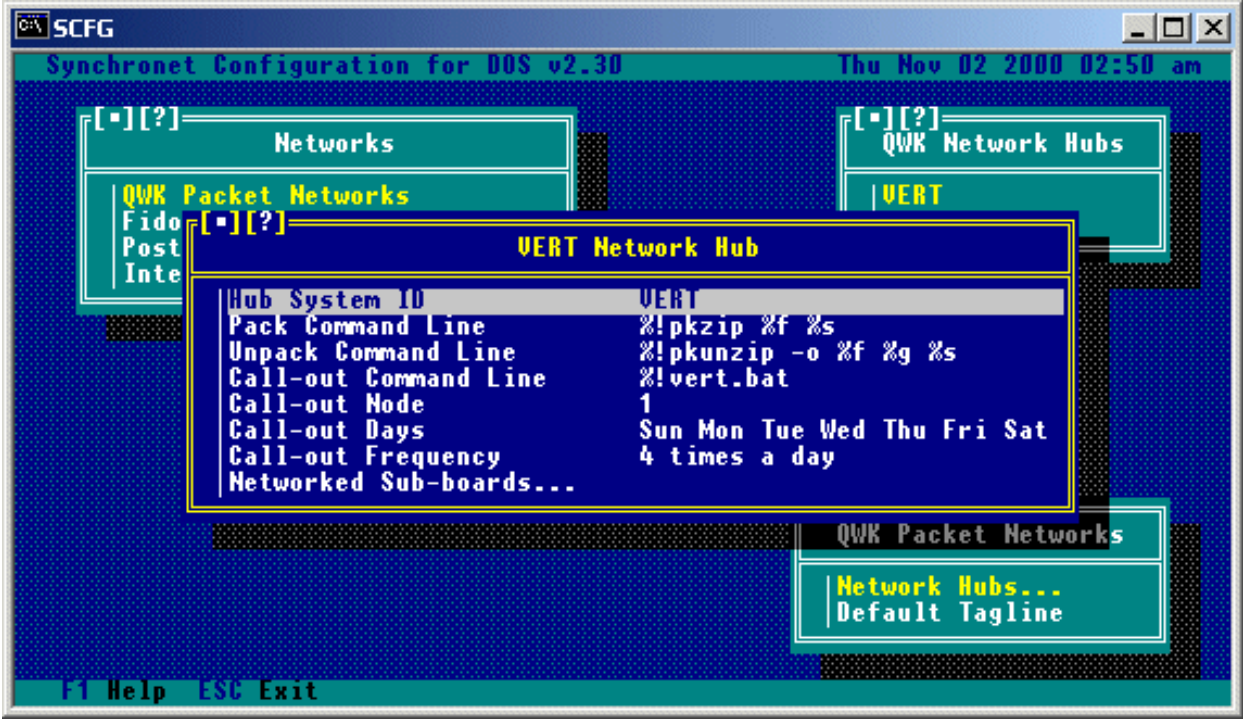 SCFG
Synchronet Configuration for DOS v2.30 Thu Nov 02 2000 02:50 am
[▪][?]
Networks
QWK Packet Networks
Fido
Post
Inte
[▪][?]
QWK Network Hubs
VERT
[▪][?]
VERT Network Hub
Hub System ID VERT
Pack Command Line %!pkzip %f %s
Unpack Command Line %!pkunzip -o %f %g %s
Call-out Command Line %!vert.bat
Call-out Node 1
Call-out Days Sun Mon Tue Wed Thu Fri Sat
Call-out Frequency 4 times a day
Networked Sub-boards...
QWK Packet Networks
Network Hubs...
Default Tagline
F1 Help ESC Exit